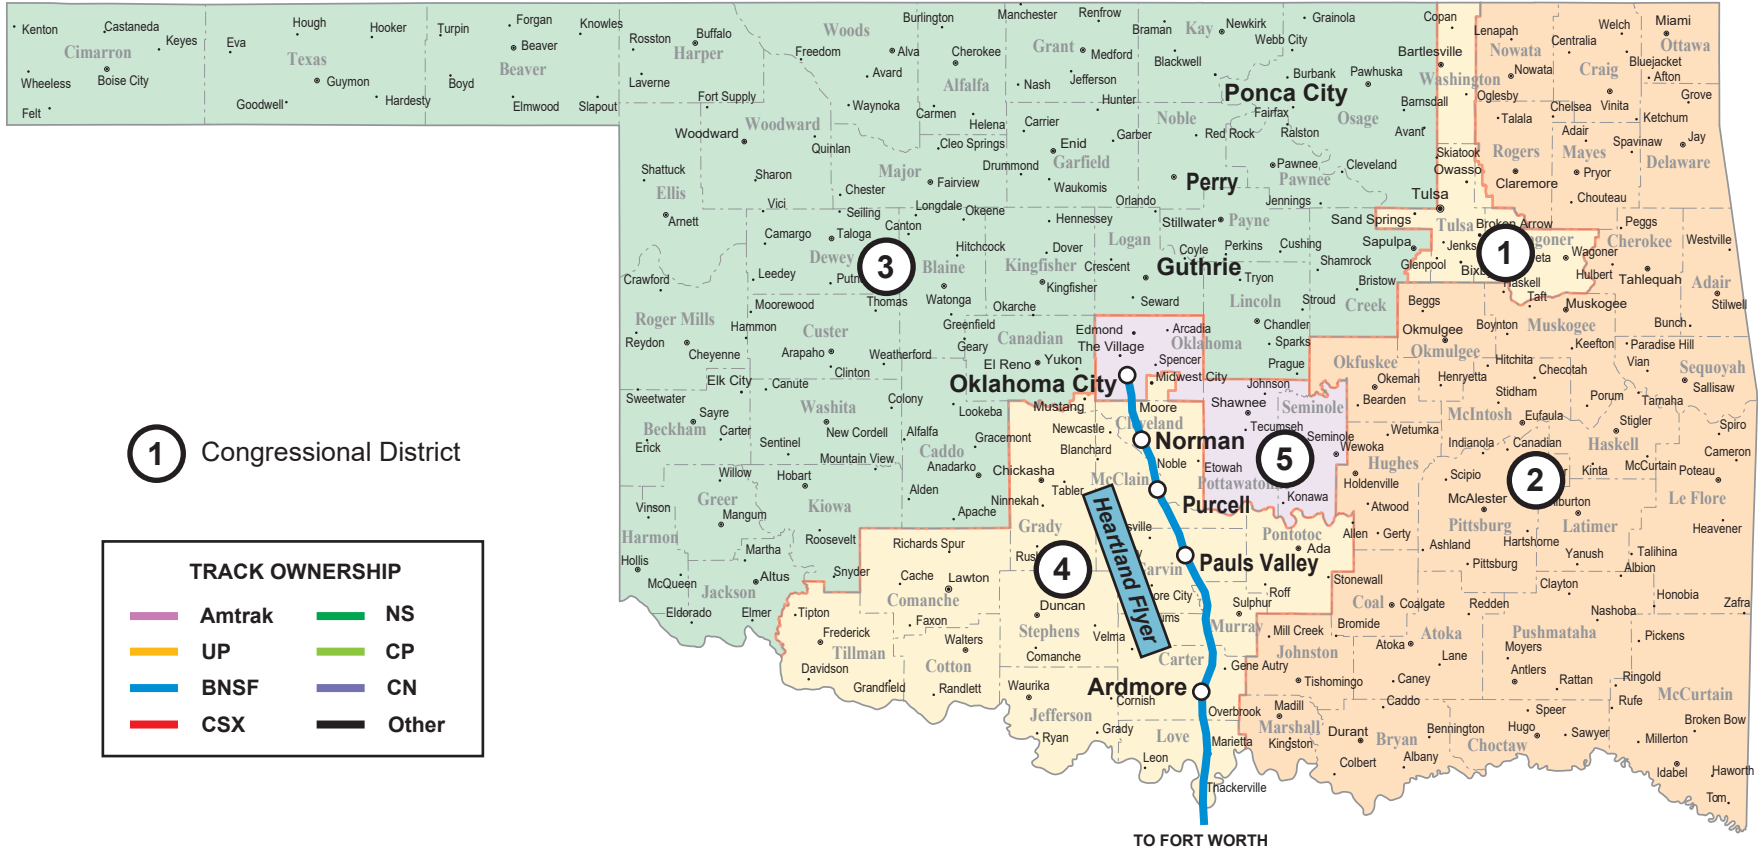 Kenton
Castaneda
Keyes
Cimarron
Wheeless
Boise City
Felt
Eva
Hough
Hooker
Texas
Guymon
Goodwell
Hardesty
Turpin
Forgan
Knowles
Beaver
Beaver
Boyd
Elmwood
Slapout
Rosston
Buffalo
Harper
Laverne
Fort Supply
Woodward
Woodward
Quinlan
Sharon
Shattuck
Ellis
Arnett
Vici
Woods
Freedom
Alva
Avard
Waynoka
Burlington
Cherokee
Alfalfa
Carmen
Helena
Cleo Springs
Major
Fairview
Chester
Seiling
Longdale
Okeene
Canton
Taloga
Camargo
Dewey
Putn
Leedey
Crawford
Manchester
Renfrow
Grant
Medford
Jefferson
Nash
Hunter
Carrier
Enid
Garfield
Drummond
Waukomis
Garber
Braman
Kay
Newkirk
Grainola
Webb City
Blackwell
Burbank
Pawhuska
Ponca City
Noble
Fairfax
Osage
Barnsdall
Red Rock
Ralston
Avant
Perry
Pawnee
Pawnee
Cleveland
Skiatook
Owasso
Orlando
Jennings
Tulsa
Hennessey
Stillwater
Payne
Sand Springs
Hitchcock
Dover
Logan
Coyle
Perkins
Cushing
Sapulpa
Blaine
Kingfisher
Crescent
Guthrie
Shamrock
Glenpool
Kingfisher
Tryon
Bristow
3
Thomas
Watonga
Okarche
Seward
Lincoln
Stroud
Creek
Moorewood
Roger Mills
Hammon
Reydon
Cheyenne
Custer
Arapaho
Weatherford
Clinton
Greenfield
Geary
Canadian
El Reno
Yukon
Edmond
The Village
Arcadia
Oklahoma
Spencer
Midwest City
Chandler
Sparks
Prague
Oklahoma City
Elk City
Canute
Sweetwater
Sayre
Beckham
Carter
Erick
Washita
New Cordell
Sentinel
Colony
Alfalfa
Mountain View
Lookeba
Gracemont
Caddo
Anadarko
Alden
Apache
Willow
Hobart
Greer
Mangum
Kiowa
Vinson
Harmon
Hollis
McQueen
Martha
Roosevelt
Jackson
Altus
Snyder
Eldorado
Elmer
Mustang
Moore
Newcastle
Cleveland
Blanchard
Norman
Noble
Chickasha
McClain
Tabler
Ninnekah
Purcell
Grady
sville
Rus
4
Heartland Flyer
Pauls Valley
arvin
ore City
ums
Richards Spur
Cache
Lawton
Comanche
Faxon
Walters
Cotton
Randlett
Tipton
Frederick
Tillman
Davidson
Grandfield
Duncan
Stephens
Velma
Comanche
Waurika
Jefferson
Ryan
Cornish
Grady
Carter
Ardmore
Gene Autry
Overbrook
Love
Marietta
Leon
Thackerville
TO FORT WORTH
Johnson
Shawnee
Seminole
Tecumseh
Seminole
5
Etowah
Pottawato
Konawa
Wewoka
Pontotoc
Ada
Roff
Sulphur
Murray
Stonewall
Copan
Bartlesville
Washington
Lenapah
Nowata
Nowata
Oglesby
Talala
Rogers
Claremore
Welch
Centralia
Craig
Chelsea
Vinita
Miami
Ottawa
Bluejacket
Afton
Grove
Ketchum
Adair
Mayes
Spavinaw
Jay
Delaware
Pryor
Chouteau
Tulsa
Broken Arrow
Jenks
1
agoner
eta
Bixby
Wagoner
Haskell
Peggs
Cherokee
Westville
Hulbert
Tahlequah
Adair
Stilwell
Taft
Muskogee
Beggs
Okmulgee
Boynton
Muskogee
Bunch
Okmulgee
Keefton
Paradise Hill
Okfuskee
Hitchita
Vian
Sequoyah
Okemah
Henryetta
Checotah
Sallisaw
Bearden
Stidham
Porum
Tamaha
McIntosh
Eufaula
Stigler
Spiro
Wetumka
Indianola
Canadian
Haskell
Cameron
Hughes
Holdenville
Scipio
2
Kinta
McCurtain
Poteau
Atwood
McAlester
ilburton
Le Flore
Pittsburg
Latimer
Heavener
Allen
Gerty
Ashland
Hartshorne
Yanush
Talihina
Pittsburg
Albion
Clayton
Coal
Coalgate
Redden
Honobia
Zafra
Nashoba
Bromide
Mill Creek
Johnston
Atoka
Atoka
Lane
Pushmataha
Moyers
Pickens
Tishomingo
Caney
Antlers
Rattan
Ringold
Rufe
McCurtain
Madill
Marshall
Kingston
Caddo
Durant
Bryan
Bennington
Albany
Colbert
Speer
Hugo
Choctaw
Sawyer
Broken Bow
Millerton
Idabel
Haworth
Tom
1 Congressional District
TRACK OWNERSHIP
Amtrak NS
UP CP
BNSF CN
CSX Other